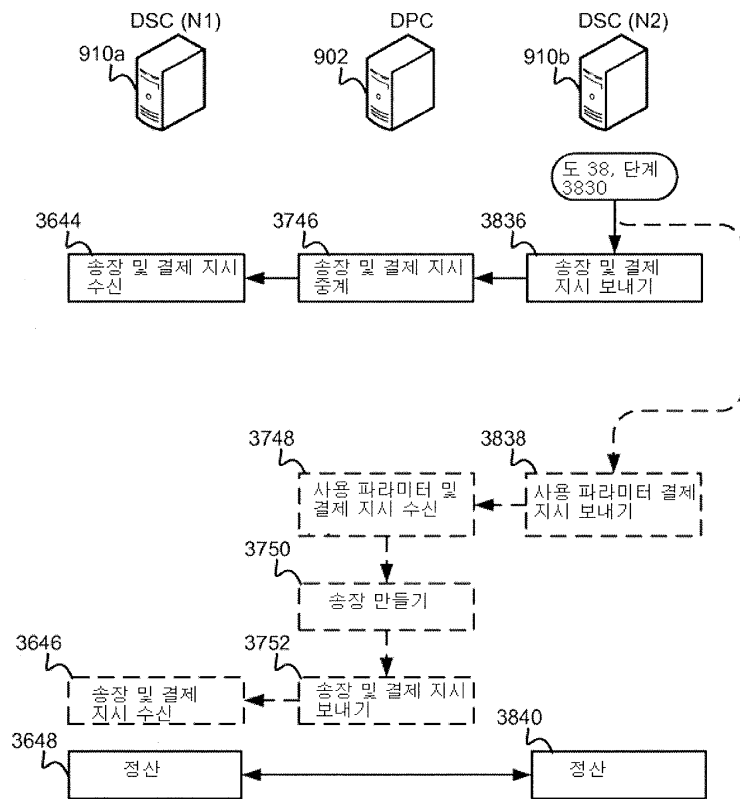 DSC (N1)
DPC
DSC (N2)
910a
902
910b
도 38, 단계
3830
3644
3746
3836
송장 및 결제 지시
수신
송장 및 결제 지시
중계
송장 및 결제
지시 보내기
3748
3838
사용 파라미터 및
결제 지시 수신
사용 파라미터 결제
지시 보내기
3750
송장 만들기
3646
3752
송장 및 결제
지시 수신
송장 및 결제 지시
보내기
3648
3840
정산
정산